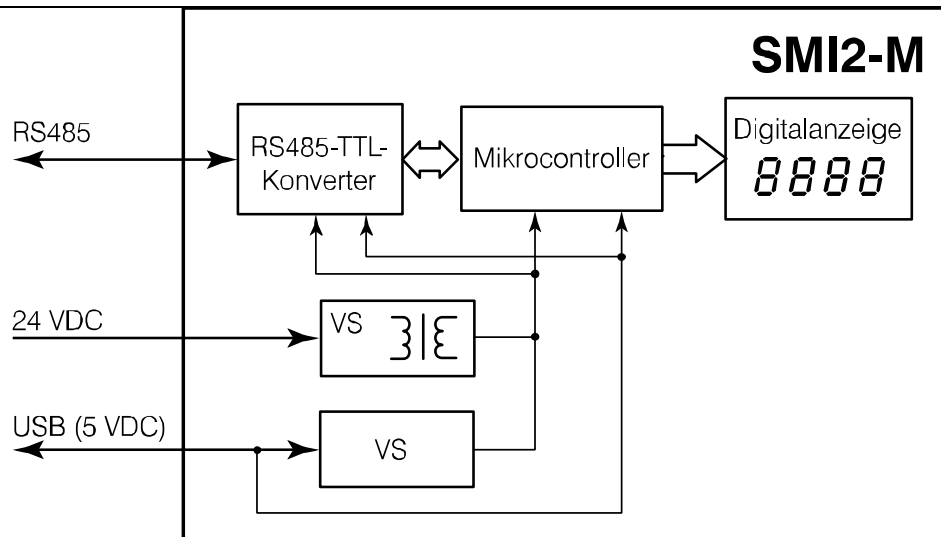 SMI2-M
RS485
RS485-TTL-
Konverter
Mikrocontroller
Digitalanzeige
8888
24 VDC
VS
USB (5 VDC)
VS